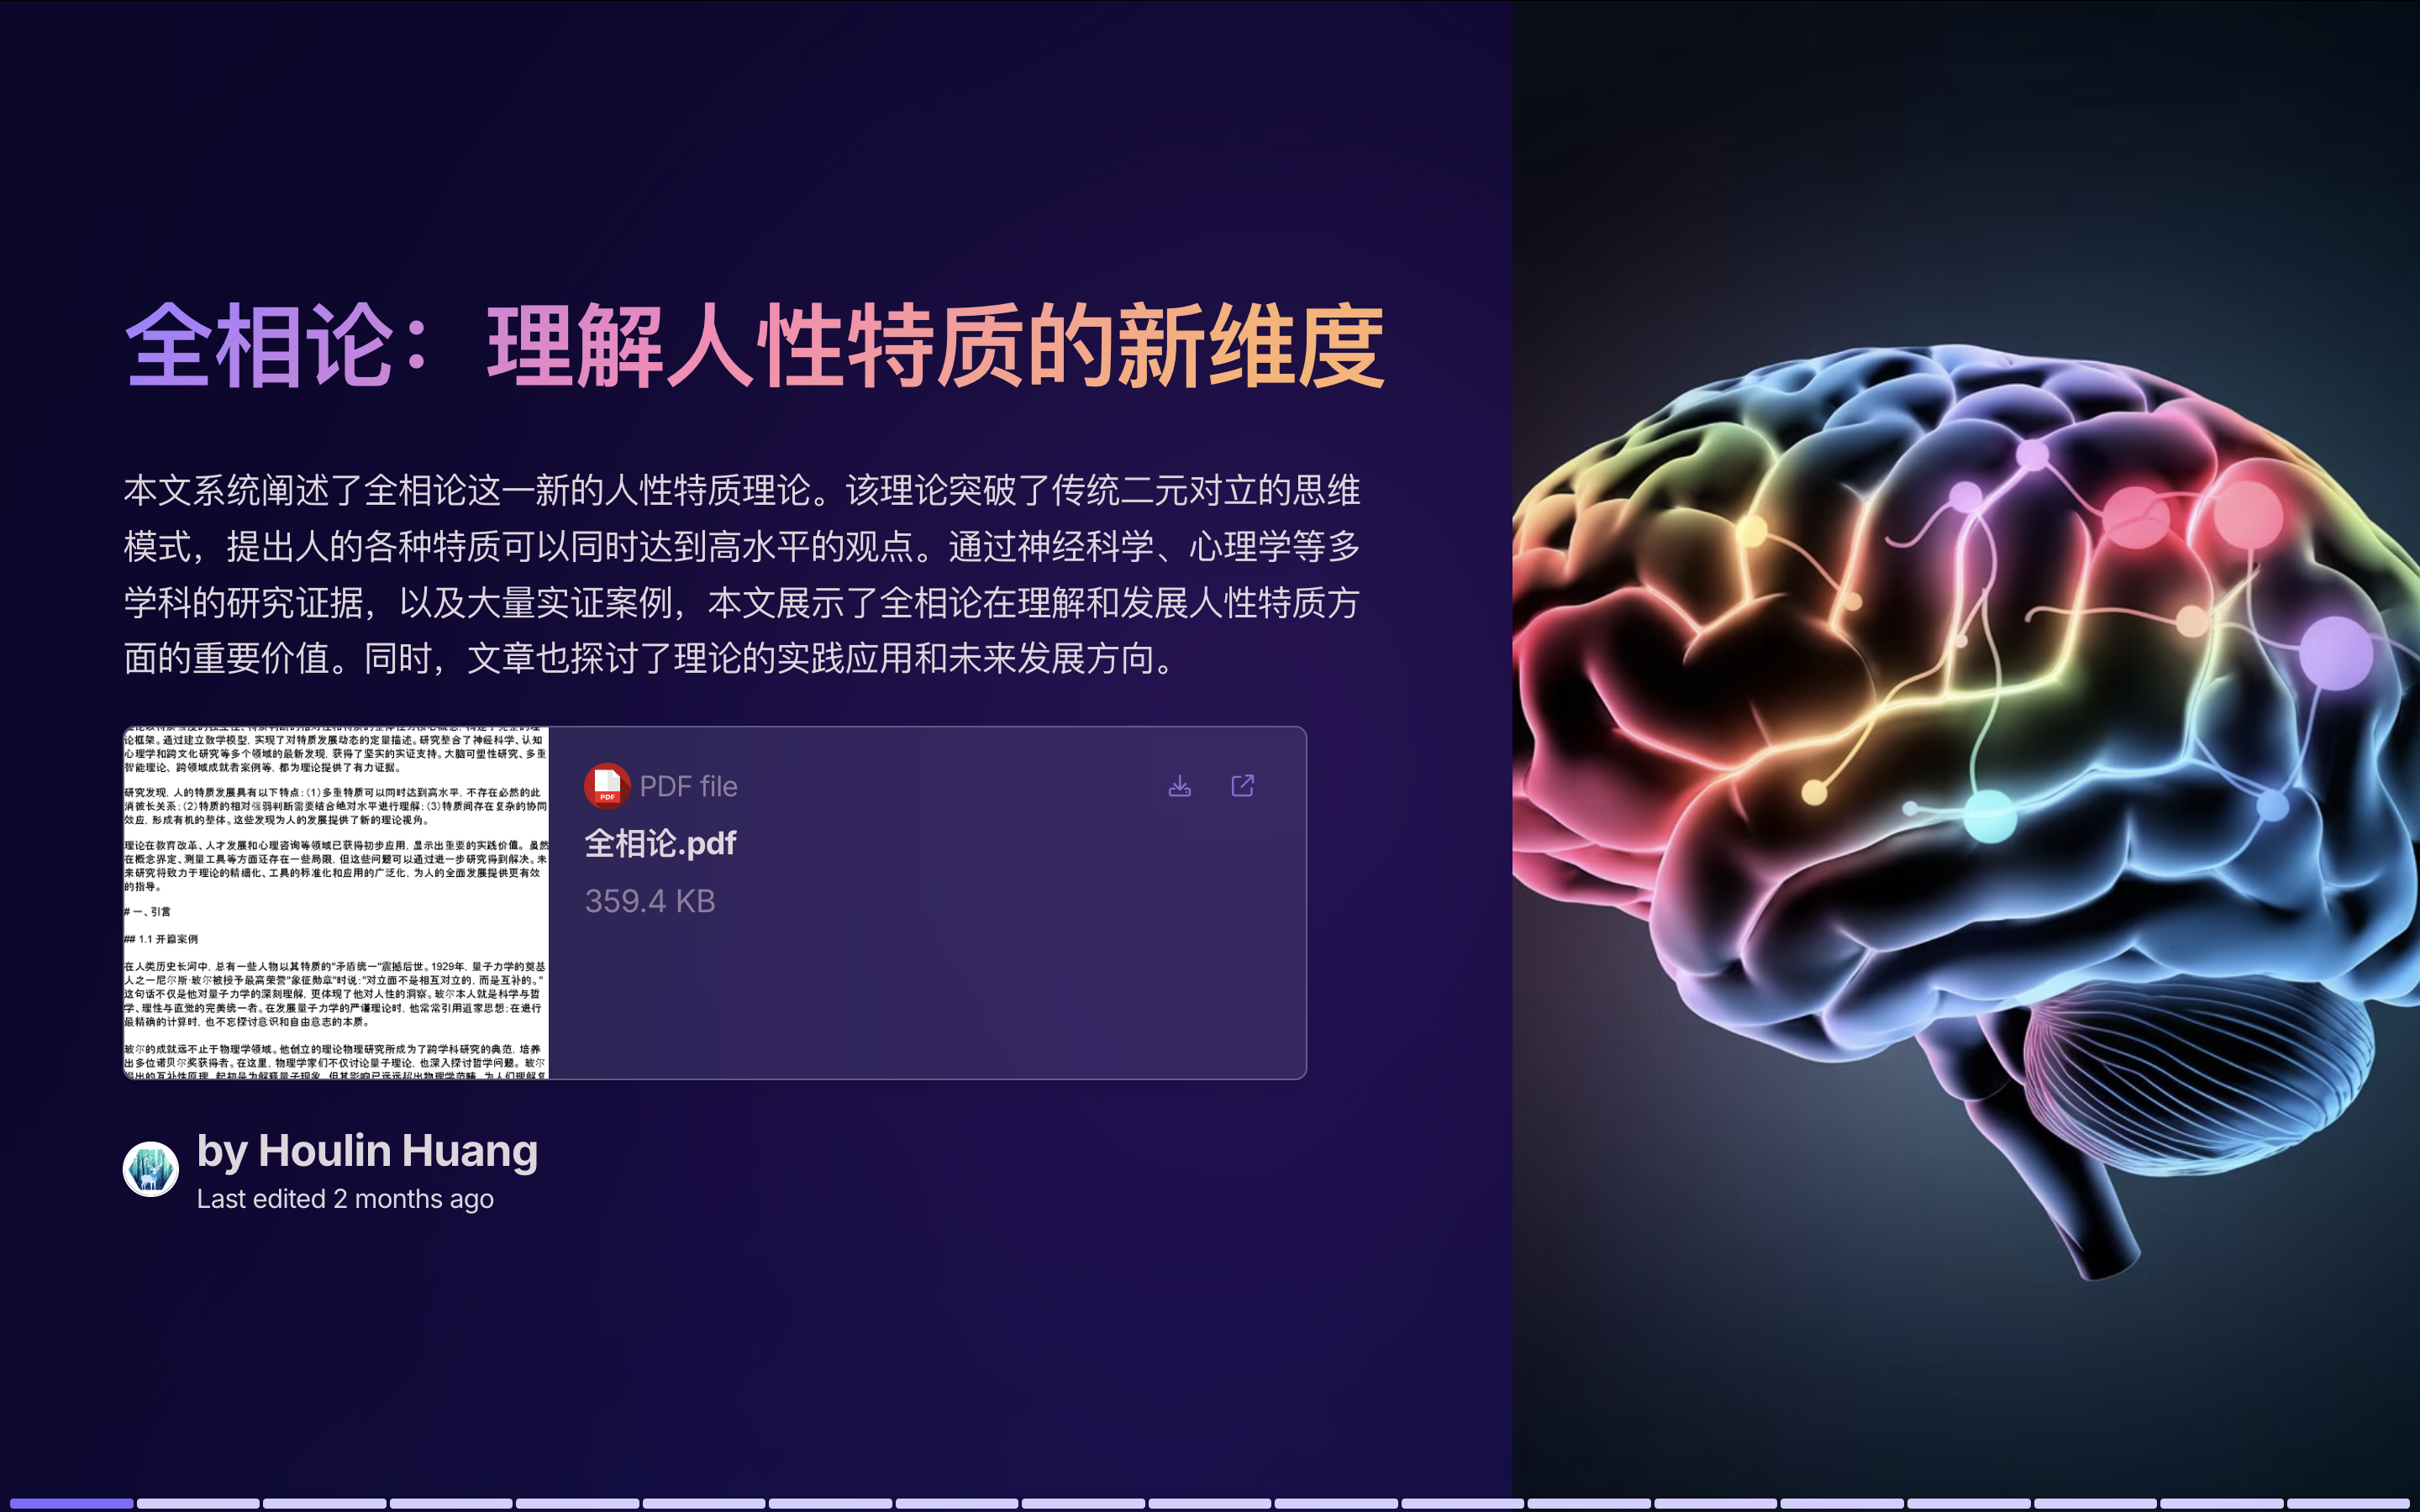 全相论：理解人性特质的新维度
本文系统阐述了全相论这一新的人性特质理论。该理论突破了传统二元对立的思维
模式，提出人的各种特质可以同时达到高水平的观点。通过神经科学、心理学等多
学科的研究证据，以及大量实证案例，本文展示了全相论在理解和发展人性特质方
面的重要价值。同时，文章也探讨了理论的实践应用和未来发展方向。
论框架。通过建立数学模型，实现了对特质发展动态的定量描述。研究整合了神经科学、认知
心理学和跨文化研究等多个领域的最新发现，获得了坚实的实证支持。大脑可塑性研究、多重
智能理论、跨领域成就者案例等，都为理论提供了有力证据。
研究发现，人的特质发展具有以下特点：(1)多重特质可以同时达到高水平，不存在必然的此
消彼长关系；(2)特质的相对强弱判断需要结合绝对水平进行理解；(3)特质间存在复杂的协同
效应，形成有机的整体。这些发现为人的发展提供了新的理论视角。
理论在教育改革、人才发展和心理咨询等领域已获得初步应用，显示出重要的实践价值。虽然
在概念界定、测量工具等方面还存在一些局限，但这些问题可以通过进一步研究得到解决。未
来研究将致力于理论的精细化、工具的标准化和应用的广泛化，为人的全面发展提供更有效
的指导。
# 一、引言
## 1.1 开篇案例
在人类历史长河中，总有一些人物以其特质的"矛盾统一"震撼后世。1929年，量子力学的奠基
人之一尼尔斯·玻尔被授予最高荣誉"象征勋章"时说："对立面不是相互对立的，而是互补的。"
这句话不仅是他对量子力学的深刻理解，更体现了他对人性的洞察。玻尔本人就是科学与哲
学、理性与直觉的完美统一者。在发展量子力学的严谨理论时，他常常引用道家思想；在进行
最精确的计算时，也不忘探讨意识和自由意志的本质。
玻尔的成就远不止于物理学领域。他创立的理论物理研究所成为了跨学科研究的典范，培养
出多位诺贝尔奖获得者。在这里，物理学家们不仅讨论量子理论，也深入探讨哲学问题。玻尔
PDF file
全相论.pdf
359.4 KB
by Houlin Huang
Last edited 2 months ago